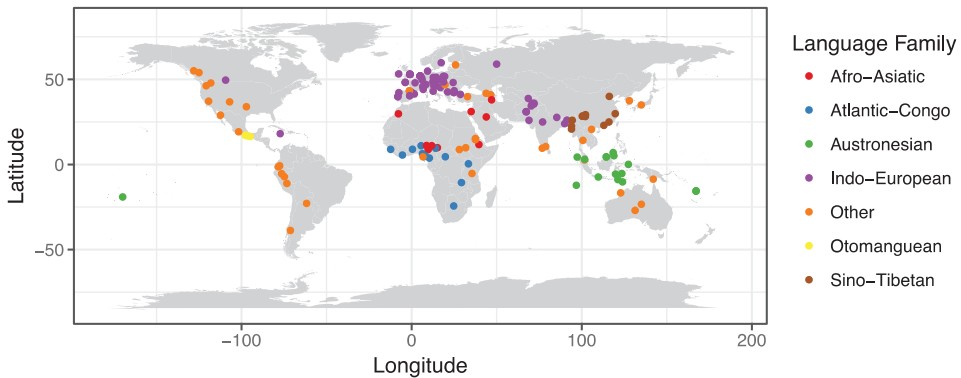 Latitude
50
0
−50
−100
0
100
200
Longitude
Language Family
Afro−Asiatic
Atlantic−Congo
Austronesian
Indo−European
Other
Otomanguean
Sino−Tibetan